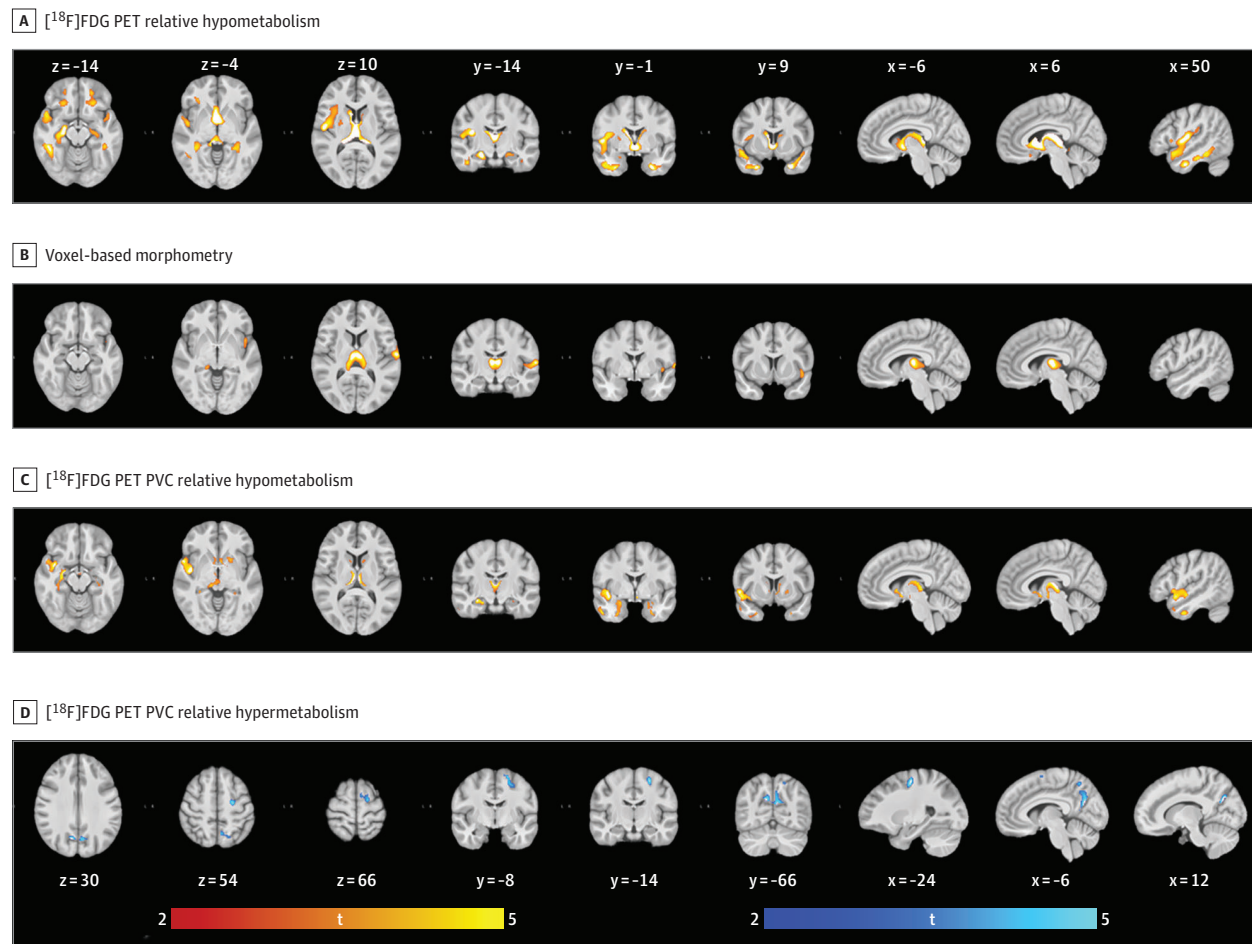 A [¹⁸F]FDG PET relative hypometabolism
z=-14 z=-4 z=10 y=-14 y=-1 y=9 x=-6 x=6 x=50
B Voxel-based morphometry
C [¹⁸F]FDG PET PVC relative hypometabolism
D [¹⁸F]FDG PET PVC relative hypermetabolism
z=30 z=54 z=66 y=-8 y=-14 y=-66 x=-24 x=-6 x=12
2 t 5 2 t 5